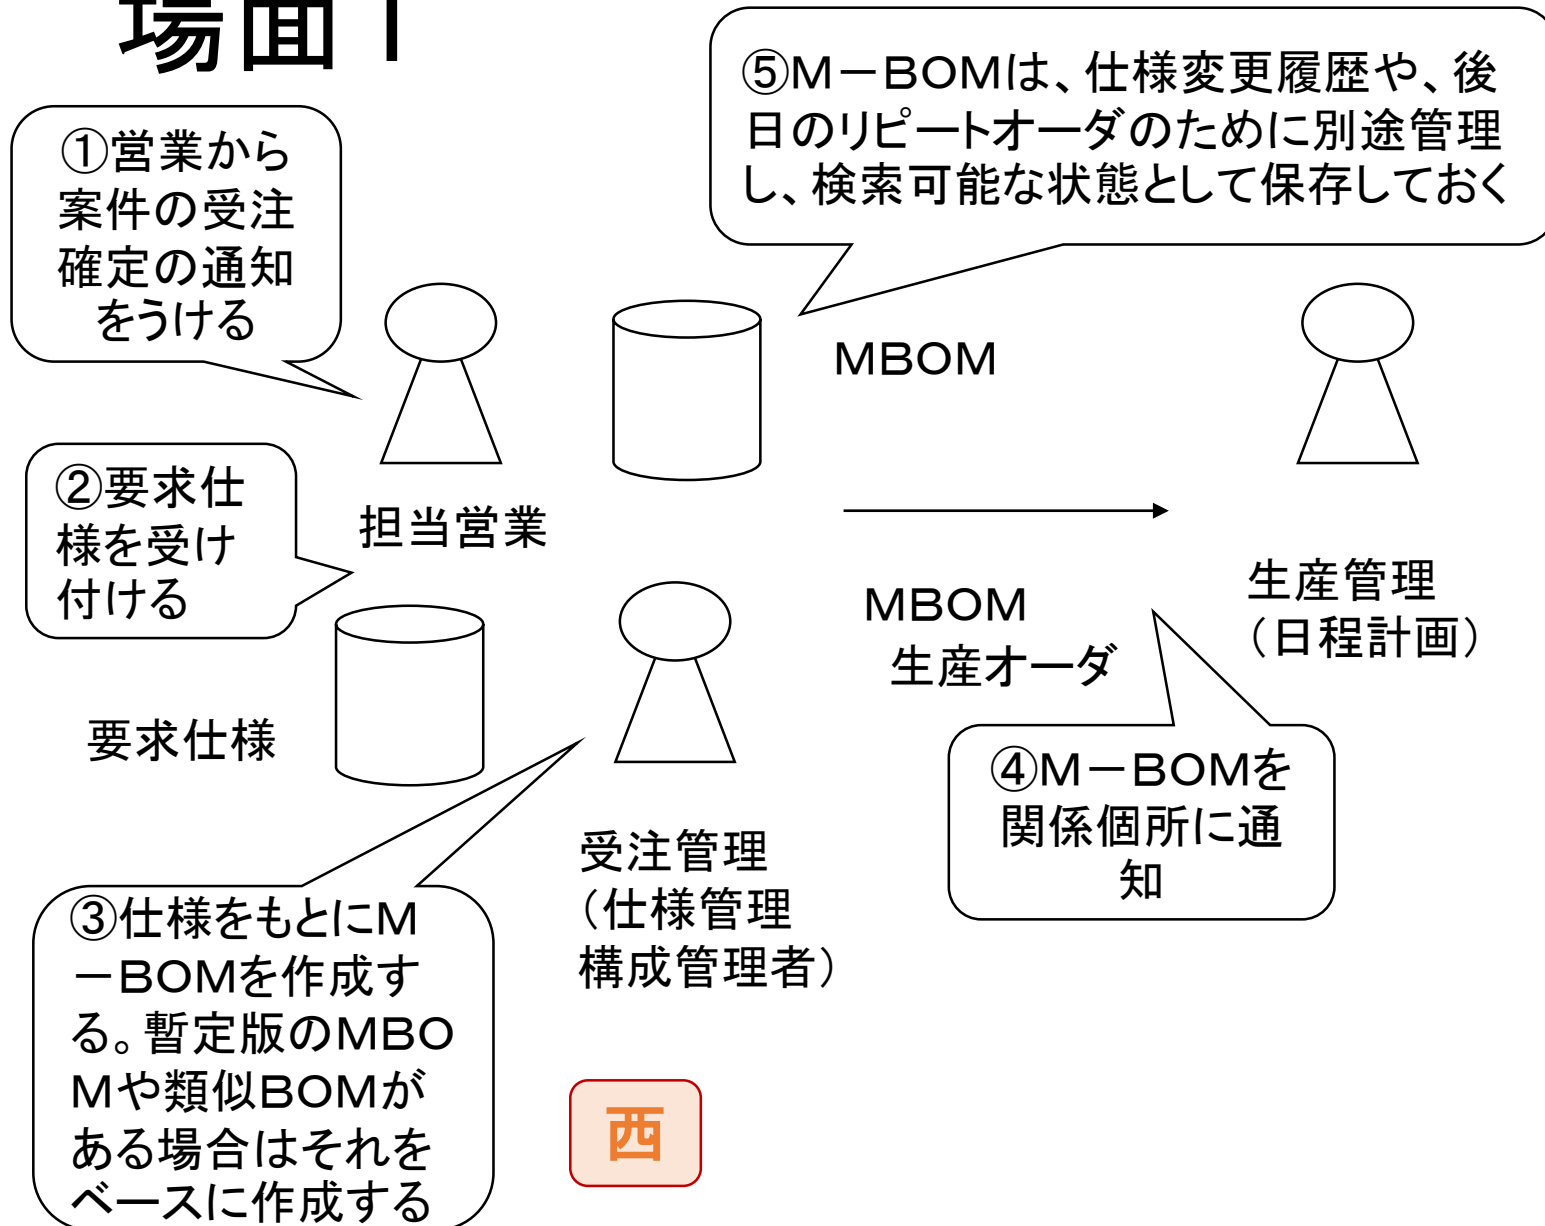 場面1
①営業から
案件の受注
確定の通知
をうける
⑤M－BOMは、仕様変更履歴や、後
日のリピートオーダのために別途管理
し、検索可能な状態として保存しておく
MBOM
②要求仕
様を受け
付ける
担当営業
MBOM
生産オーダ
生産管理
（日程計画）
要求仕様
④M－BOMを
関係個所に通
知
受注管理
（仕様管理
構成管理者）
③仕様をもとにM
－BOMを作成す
る。暫定版のMBO
Mや類似BOMが
ある場合はそれを
ベースに作成する
西